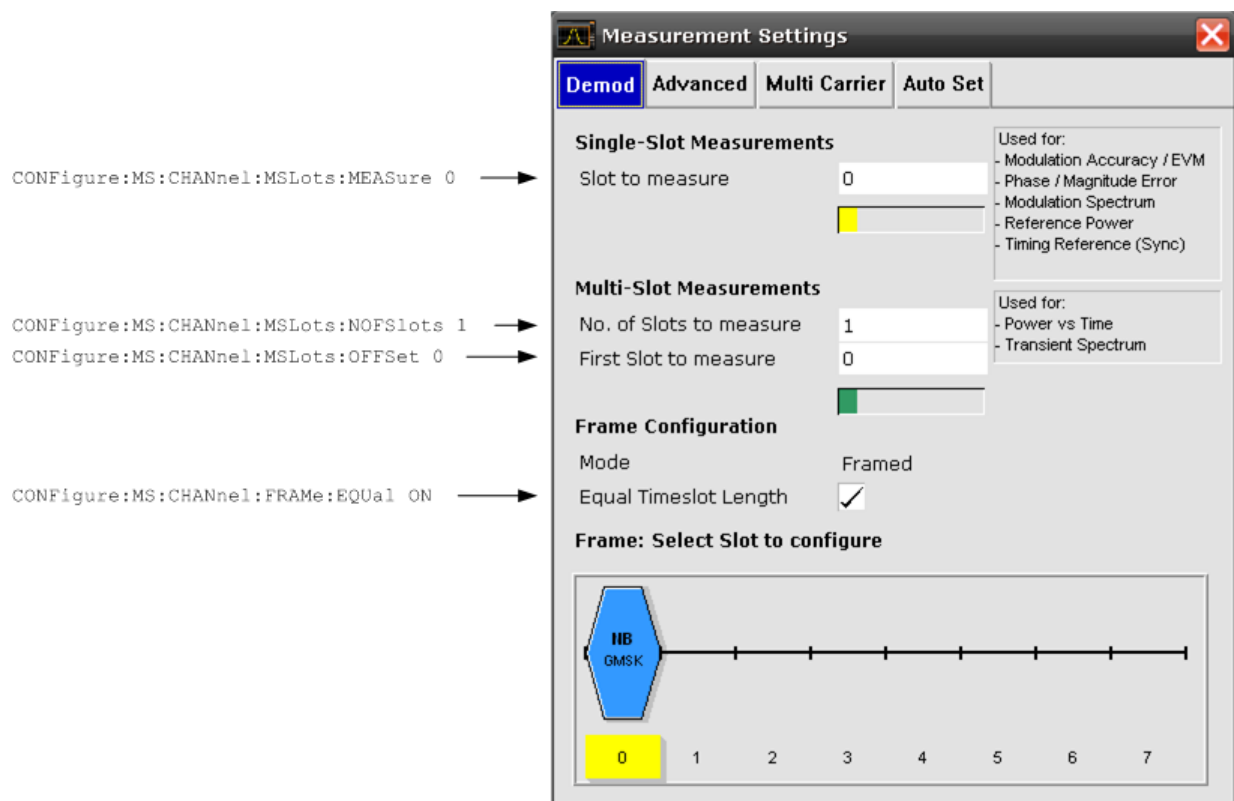 Measurement Settings
Demod Advanced Multi Carrier Auto Set
Single-Slot Measurements
CONFigure:MS:CHANnel:MSLots:MEASure 0
Slot to measure 0
Used for:
- Modulation Accuracy / EVM
- Phase / Magnitude Error
- Modulation Spectrum
- Reference Power
- Timing Reference (Sync)
Multi-Slot Measurements
CONFigure:MS:CHANnel:MSLots:NOFSlots 1
No. of Slots to measure 1
CONFigure:MS:CHANnel:MSLots:OFFSet 0
First Slot to measure 0
Used for:
- Power vs Time
- Transient Spectrum
Frame Configuration
Mode Framed
CONFigure:MS:CHANnel:FRAMe:EQUal ON
Equal Timeslot Length
Frame: Select Slot to configure
NB
GMSK
0 1 2 3 4 5 6 7